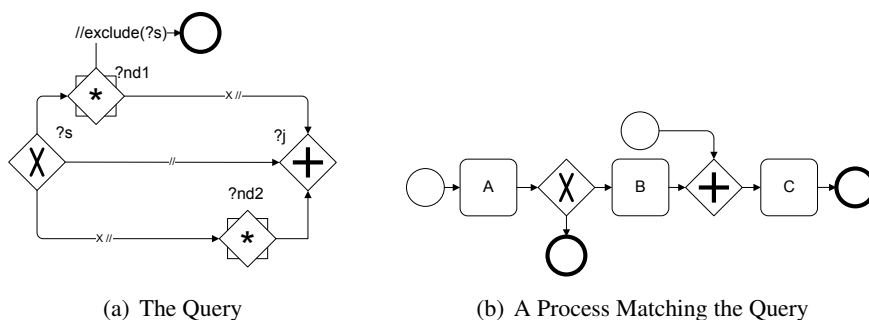 //exclude(?s)
?nd1
*
X //
?s
?j
X
//
+
?nd2
X //
*
A
X
B
+
C
(a) The Query
(b) A Process Matching the Query